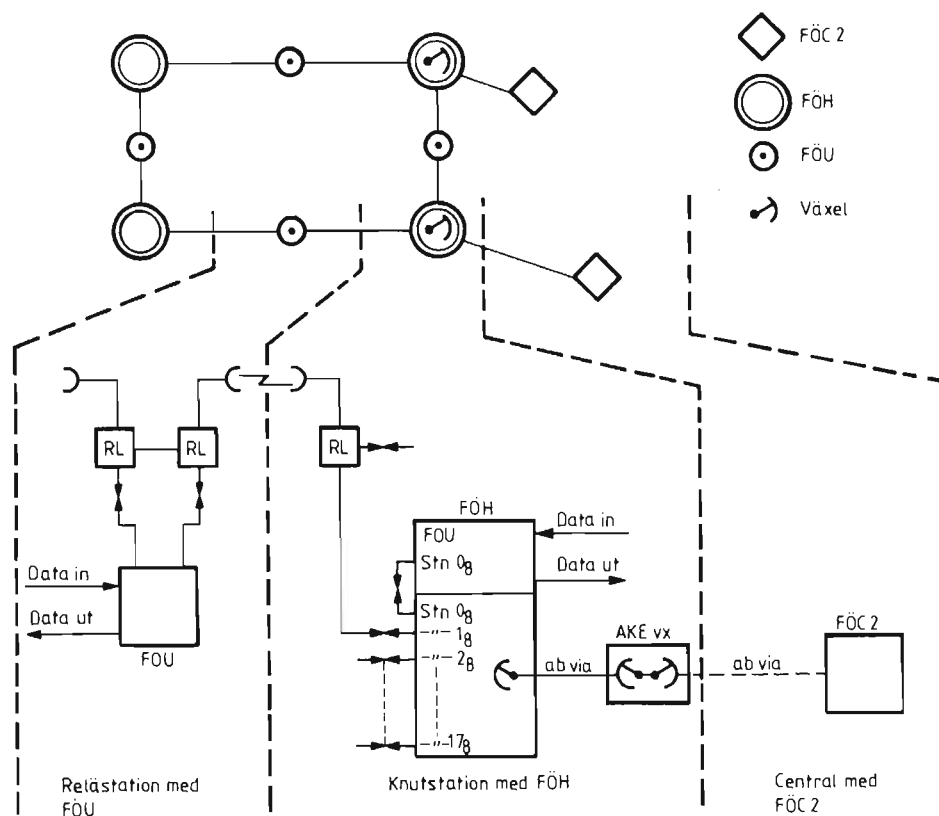 FÖC 2
FÖH
FÖU
Växel
RL
RL
RL
FÖH
FOU
Data in
Stn 0₈
Data ut
Data in
Stn 0₈
Data ut
–〃– 1₈
–〃– 2₈
AKE vx
FÖC 2
ab via
ab via
FOU
–〃– 17₈
Relästation med
FÖU
Knutstation med FÖH
Central med
FÖC 2